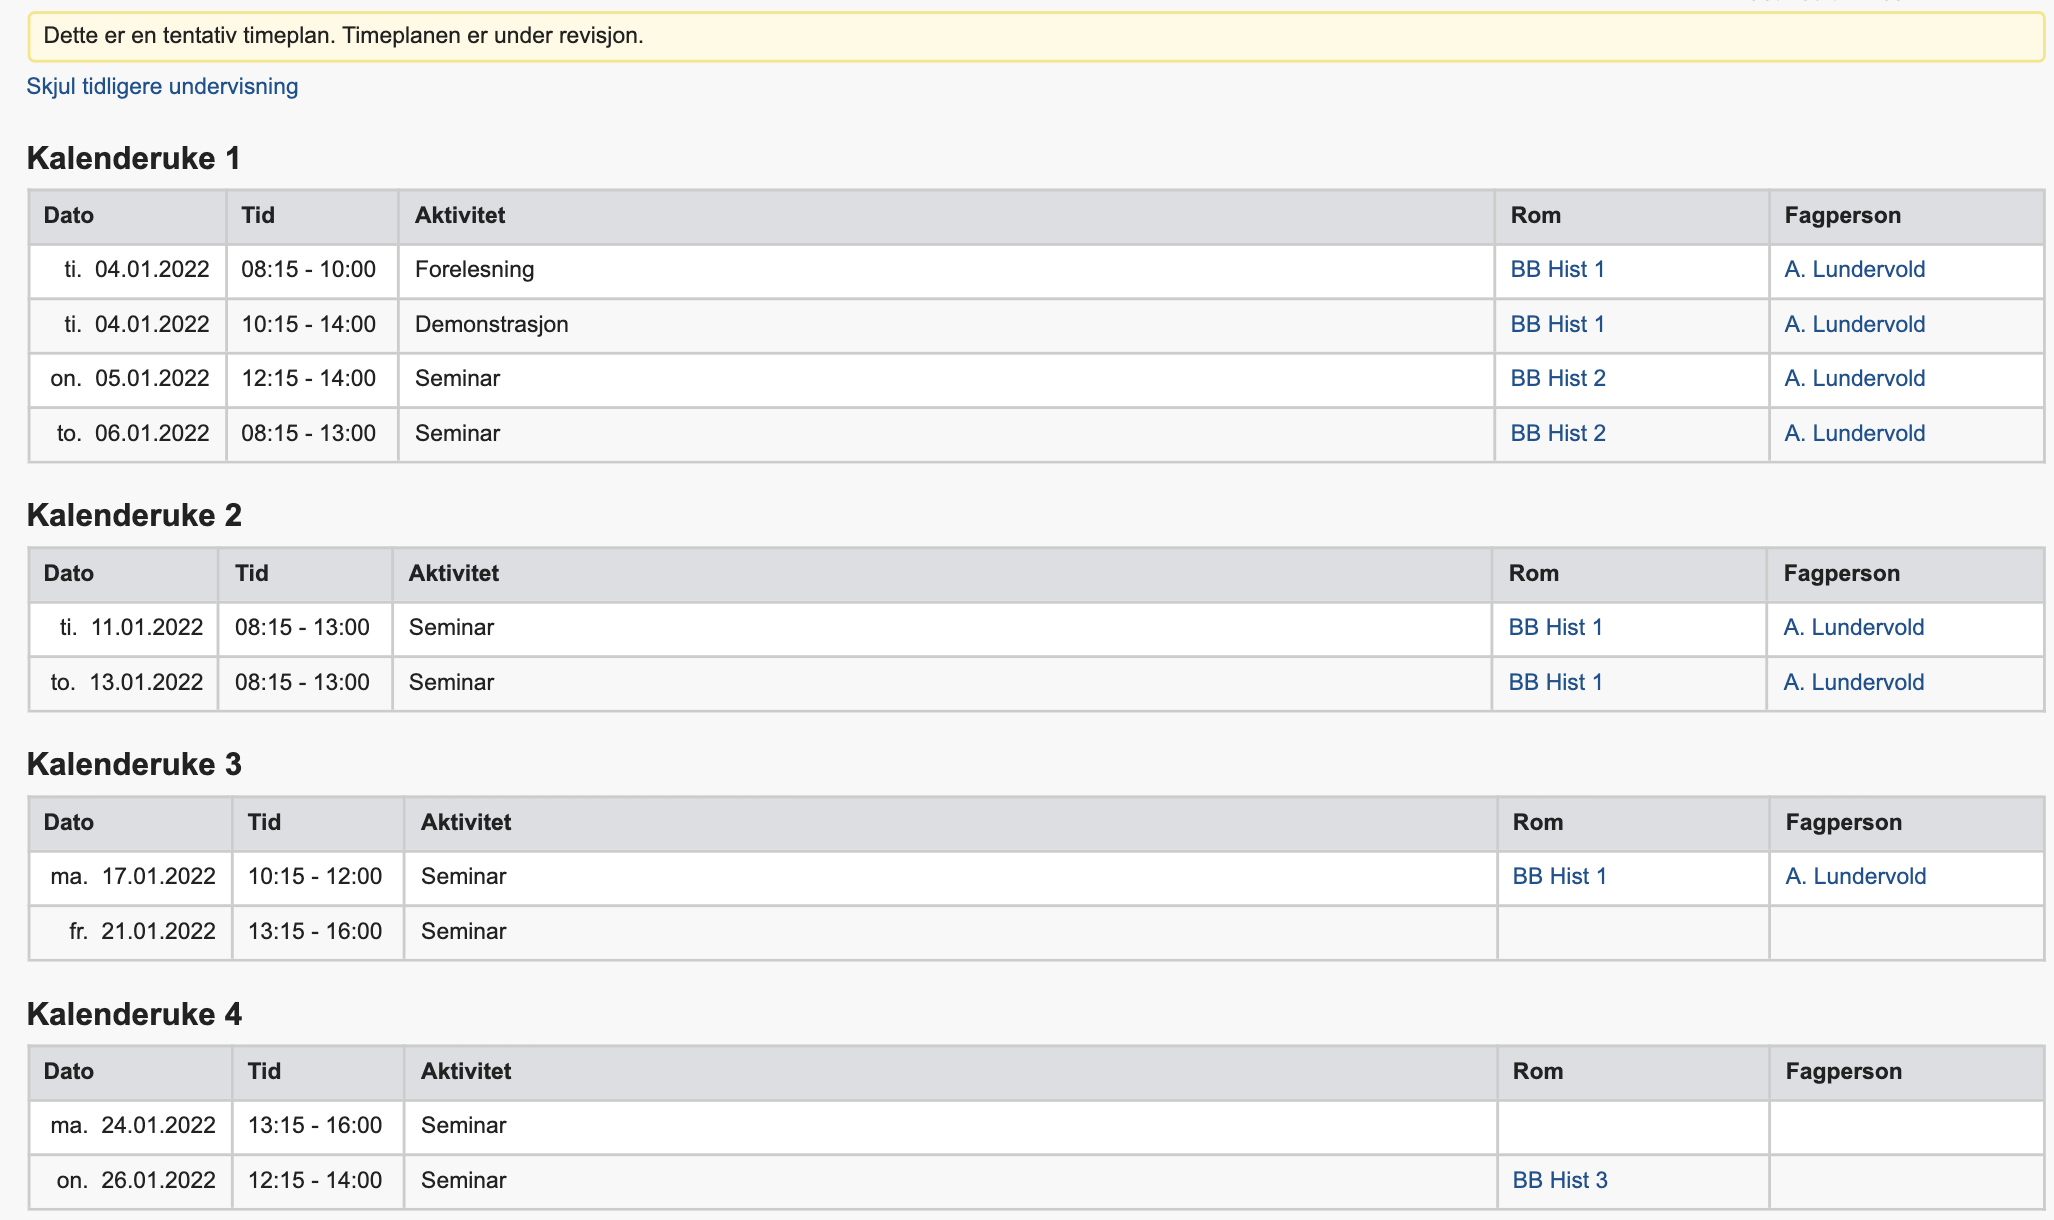 Dette er en tentativ timeplan. Timeplanen er under revisjon.
Skjul tidligere undervisning
Kalenderuke 1
Dato Tid Aktivitet Rom Fagperson
ti. 04.01.2022 08:15 - 10:00 Forelesning BB Hist 1 A. Lundervold
ti. 04.01.2022 10:15 - 14:00 Demonstrasjon BB Hist 1 A. Lundervold
on. 05.01.2022 12:15 - 14:00 Seminar BB Hist 2 A. Lundervold
to. 06.01.2022 08:15 - 13:00 Seminar BB Hist 2 A. Lundervold
Kalenderuke 2
Dato Tid Aktivitet Rom Fagperson
ti. 11.01.2022 08:15 - 13:00 Seminar BB Hist 1 A. Lundervold
to. 13.01.2022 08:15 - 13:00 Seminar BB Hist 1 A. Lundervold
Kalenderuke 3
Dato Tid Aktivitet Rom Fagperson
ma. 17.01.2022 10:15 - 12:00 Seminar BB Hist 1 A. Lundervold
fr. 21.01.2022 13:15 - 16:00 Seminar
Kalenderuke 4
Dato Tid Aktivitet Rom Fagperson
ma. 24.01.2022 13:15 - 16:00 Seminar
on. 26.01.2022 12:15 - 14:00 Seminar BB Hist 3